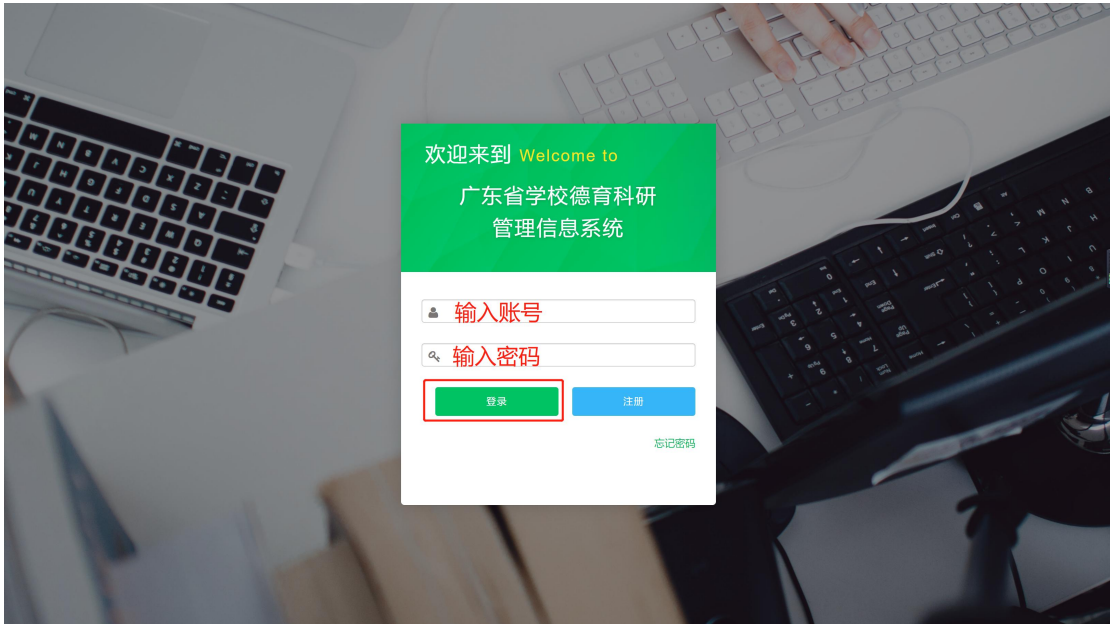 欢迎来到 Welcome to
广东省学校德育科研
管理信息系统
输入账号
输入密码
登录 注册
忘记密码